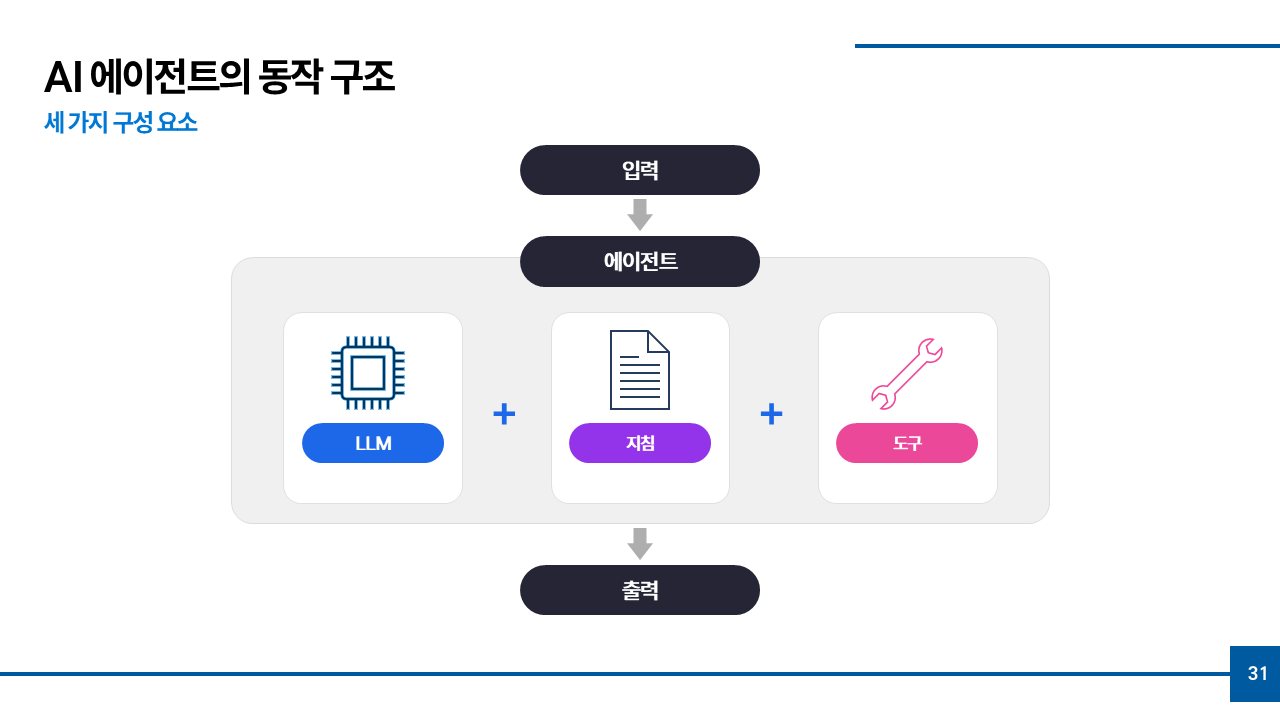 AI 에이전트의 동작 구조
세 가지 구성 요소
입력
에이전트
LLM
+
지침
+
도구
출력
31